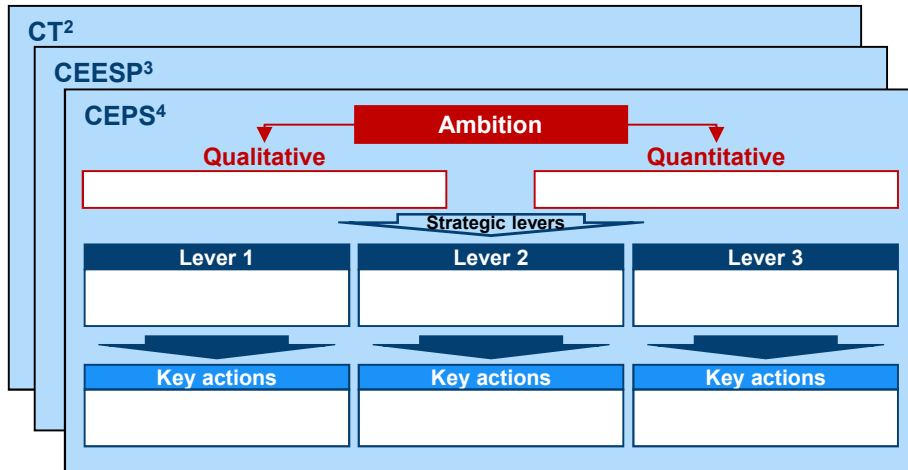 CT²
CEESP³
CEPS⁴
Ambition
Qualitative
Quantitative
Strategic levers
Lever 1
Lever 2
Lever 3
Key actions
Key actions
Key actions